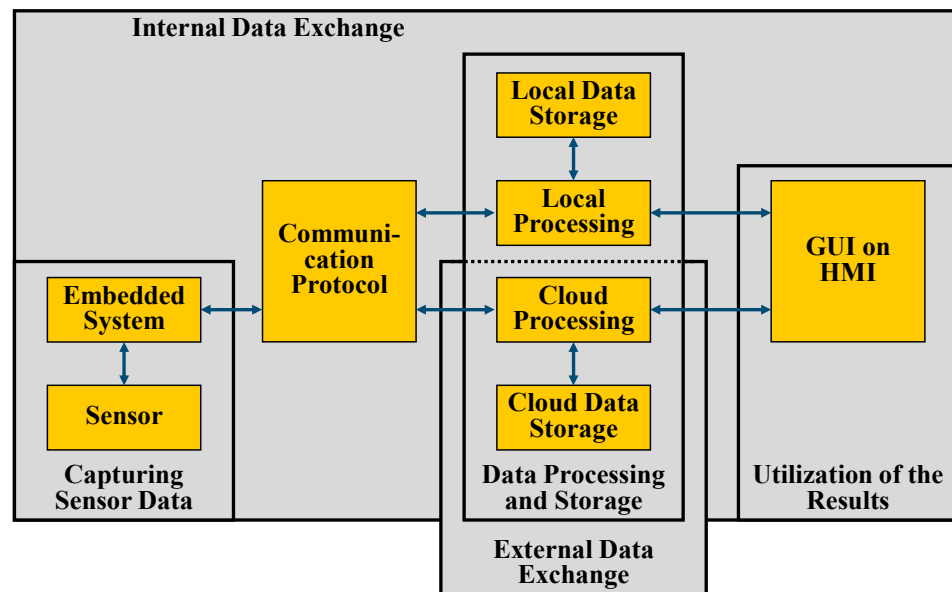 Internal Data Exchange
Local Data
Storage
Local
Processing
Communi-
cation
Protocol
GUI on
HMI
Embedded
System
Cloud
Processing
Sensor
Cloud Data
Storage
Capturing
Sensor Data
Data Processing
and Storage
Utilization of the
Results
External Data
Exchange